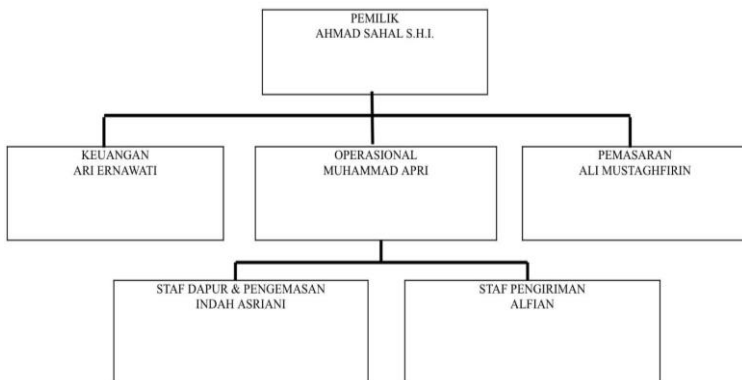 PEMILIK
AHMAD SAHAL S.H.I.
KEUANGAN
ARI ERNAWATI
OPERASIONAL
MUHAMMAD APRI
PEMASARAN
ALI MUSTAGHFIRIN
STAF DAPUR & PENGEMASAN
INDAH ASRIANI
STAF PENGIRIMAN
ALFIAN